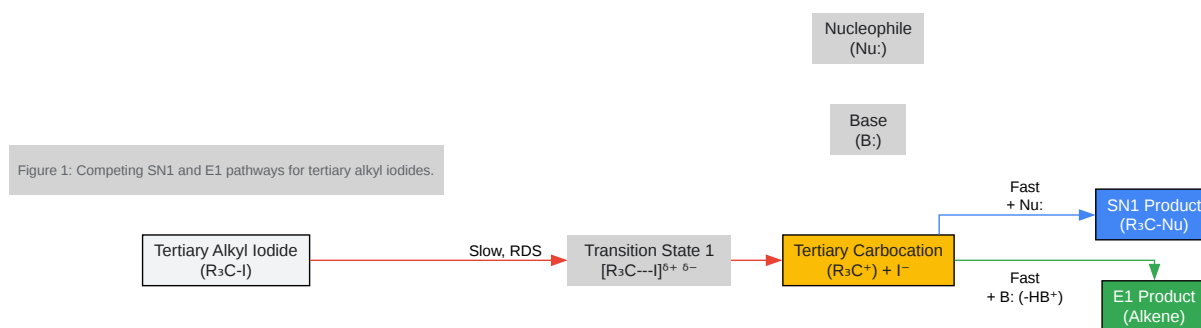 Nucleophile
(Nu:)
Base
(B:)
Figure 1: Competing SN1 and E1 pathways for tertiary alkyl iodides.
Fast
+ Nu:
SN1 Product
(R₃C-Nu)
Tertiary Alkyl Iodide
(R₃C-I)
Slow, RDS
Transition State 1
[R₃C---I]ᵟ⁺ ᵟ⁻
Tertiary Carbocation
(R₃C⁺) + I⁻
Fast
+ B: (-HB⁺)
E1 Product
(Alkene)